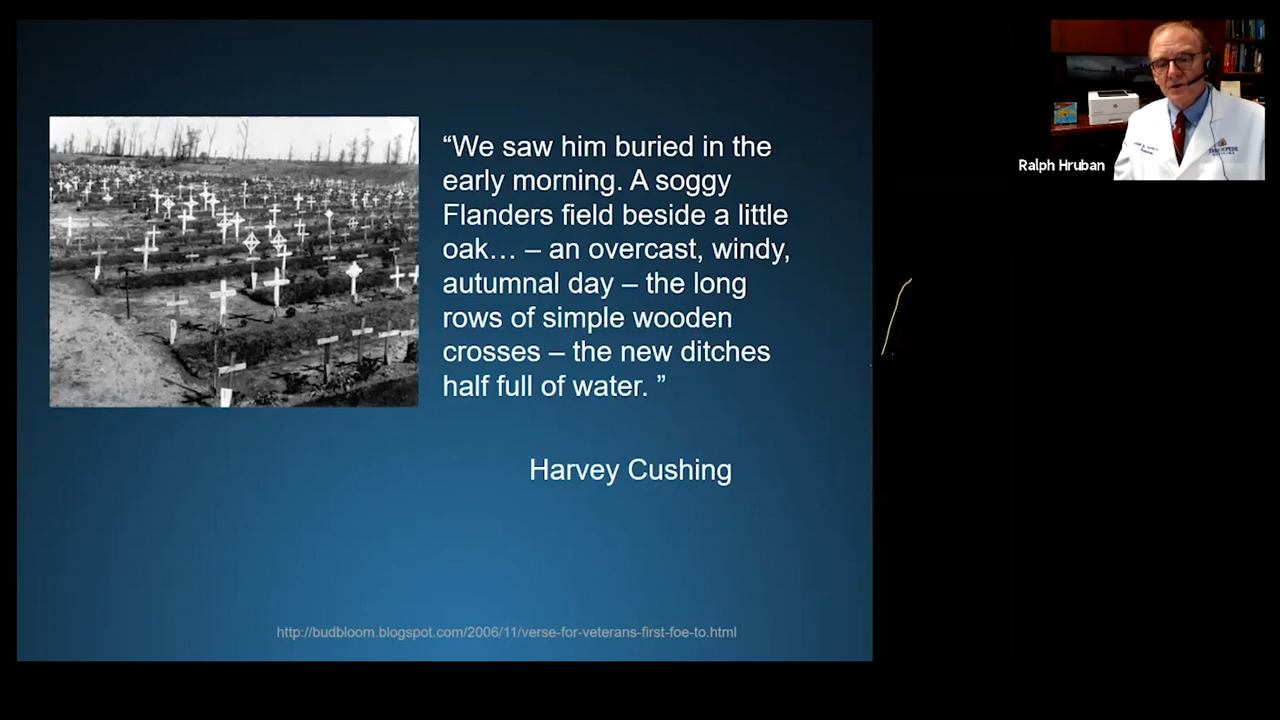 “We saw him buried in the
early morning. A soggy
Flanders field beside a little
oak… – an overcast, windy,
autumnal day – the long
rows of simple wooden
crosses – the new ditches
half full of water. ”
Harvey Cushing
http://budbloom.blogspot.com/2006/11/verse-for-veterans-first-foe-to.html
Ralph Hruban